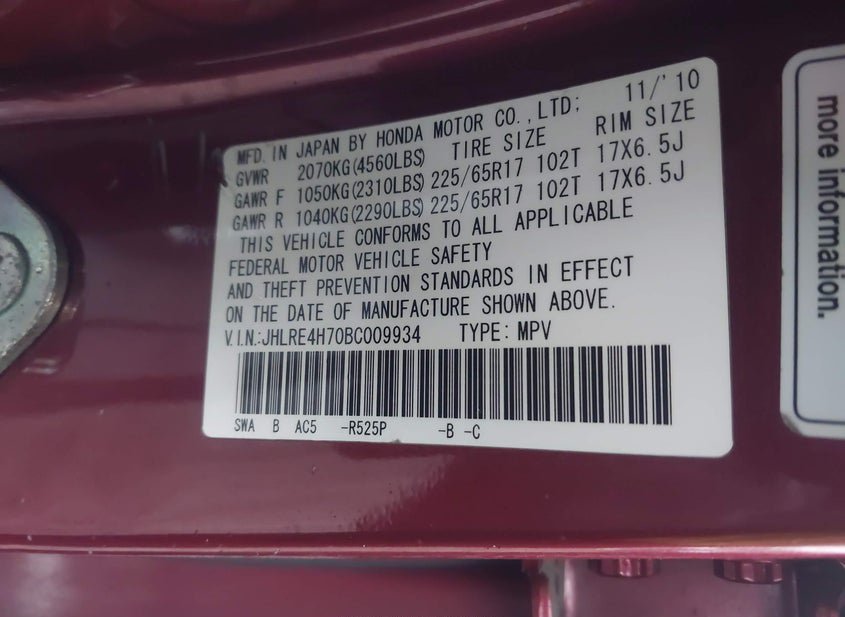 MFD. IN JAPAN BY HONDA MOTOR CO., LTD; 11/'10
GVWR 2070KG(4560LBS) TIRE SIZE RIM SIZE
GAWR F 1050KG(2310LBS) 225/65R17 102T 17X6.5J
GAWR R 1040KG(2290LBS) 225/65R17 102T 17X6.5J
THIS VEHICLE CONFORMS TO ALL APPLICABLE
FEDERAL MOTOR VEHICLE SAFETY
AND THEFT PREVENTION STANDARDS IN EFFECT
ON THE DATE OF MANUFACTURE SHOWN ABOVE.
V.I.N.:JHLRE4H70BC009934 TYPE: MPV
SWA B AC5 -R525P -B -C
more information.